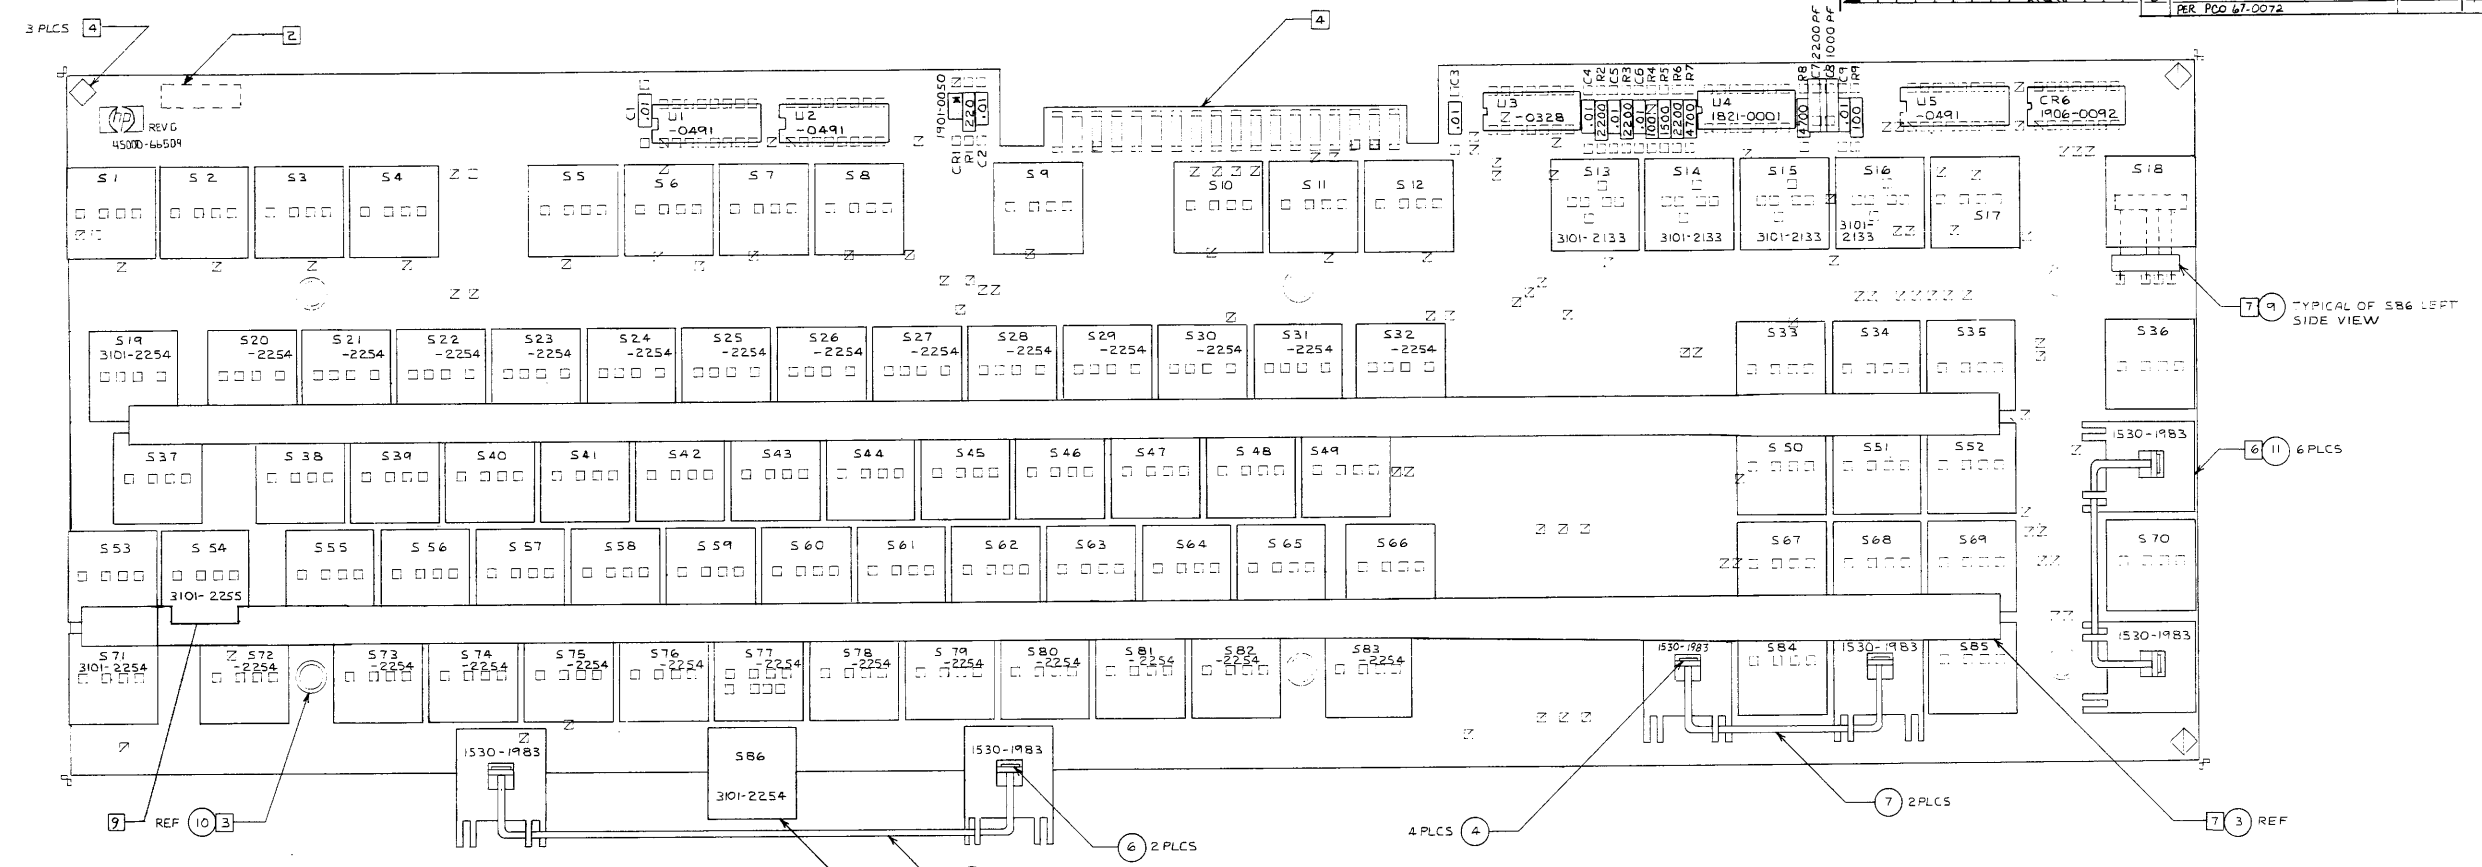 PER PCO 67-0072
3 PLCS 4
2
4
hp REV G
45000-66509
C1 .01
U1
-0491
U2
-0491
1901-0050
220
.01
CR1
R1
C2
C3
.01
U3
-0328
C4
R2
C5
R3
C6
R4
R5
R6
R7
.01
2200
.01
2200
.01
100
1500
2200
4700
U4
1821-0001
R8
C7 2200 PF
C8 1000 PF
C9
R9
4700
.01
100
U5
-0491
CR6
1906-0092
S1 S2 S3 S4 S5 S6 S7 S8 S9 S10 S11 S12 S13 S14 S15 S16 S17 S18
3101-2133 3101-2133 3101-2133 3101-
2133
7 9 TYPICAL OF S86 LEFT
SIDE VIEW
S19 S20 S21 S22 S23 S24 S25 S26 S27 S28 S29 S30 S31 S32 S33 S34 S35 S36
3101-2254 -2254 -2254 -2254 -2254 -2254 -2254 -2254 -2254 -2254 -2254 -2254 -2254 -2254
1530-1983
6 11 6 PLCS
S37 S38 S39 S40 S41 S42 S43 S44 S45 S46 S47 S48 S49 S50 S51 S52
S53 S54 S55 S56 S57 S58 S59 S60 S61 S62 S63 S64 S65 S66 S67 S68 S69 S70
3101-2255
1530-1983
S71 S72 S73 S74 S75 S76 S77 S78 S79 S80 S81 S82 S83 1530-1983 S84 1530-1983 S85
3101-2254 -2254 -2254 -2254 -2254 -2254 -2254 -2254 -2254 -2254 -2254 -2254 -2254
1530-1983 S86 1530-1983
3101-2254
9
REF 10 3
6 2 PLCS
4 PLCS 4
7 2 PLCS
7 3 REF